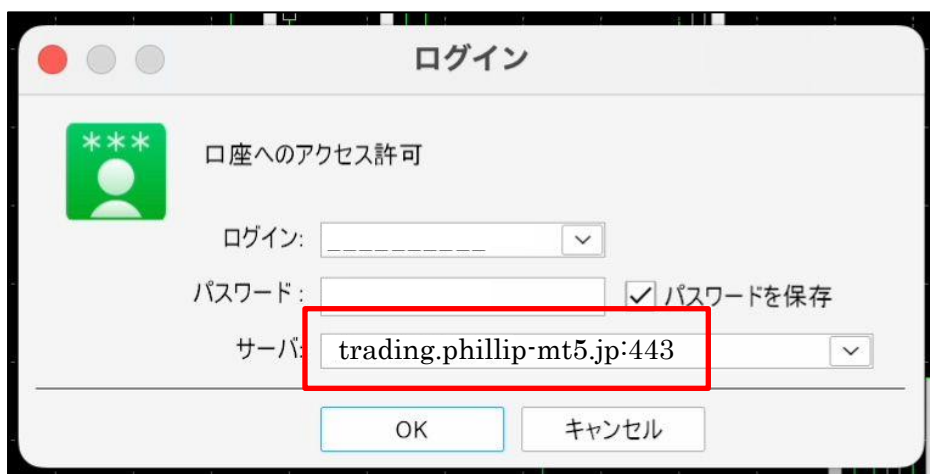 ログイン
***
口座へのアクセス許可
ログイン: __________
パスワード : パスワードを保存
サーバ: trading.phillip-mt5.jp:443
OK キャンセル